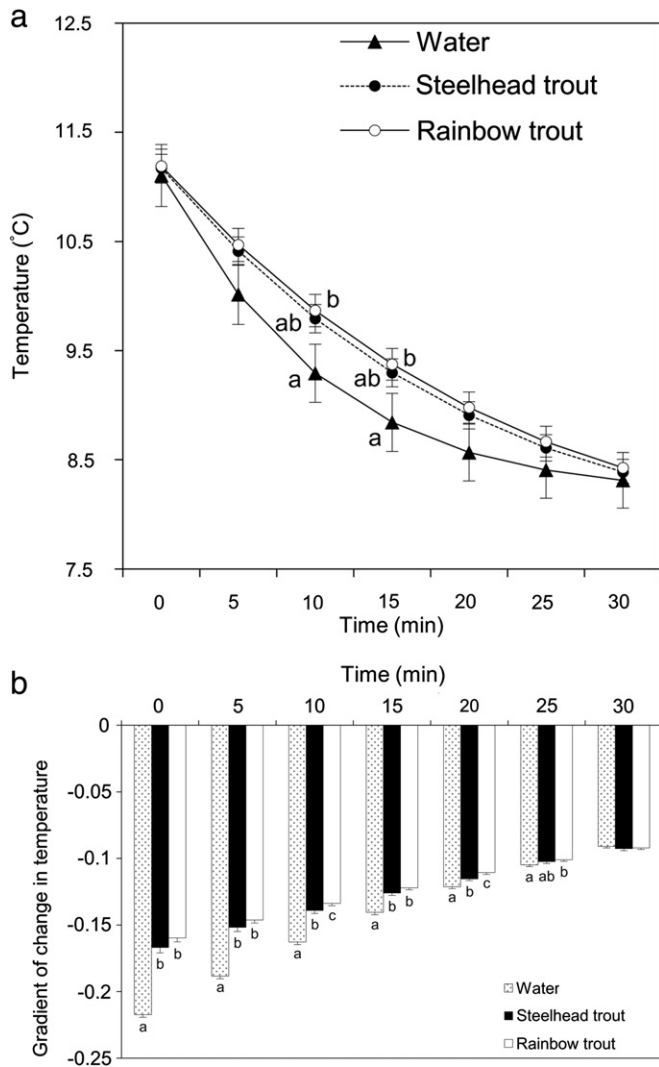 a
12.5
11.5
10.5
9.5
8.5
7.5
Temperature (˚C)
Water
Steelhead trout
Rainbow trout
b
ab
a
b
ab
a
0 5 10 15 20 25 30
Time (min)
b
Time (min)
0 5 10 15 20 25 30
0
-0.05
-0.1
-0.15
-0.2
-0.25
Gradient of change in temperature
a b b
a b b
a b c
a b b
a b c
a ab b
Water
Steelhead trout
Rainbow trout